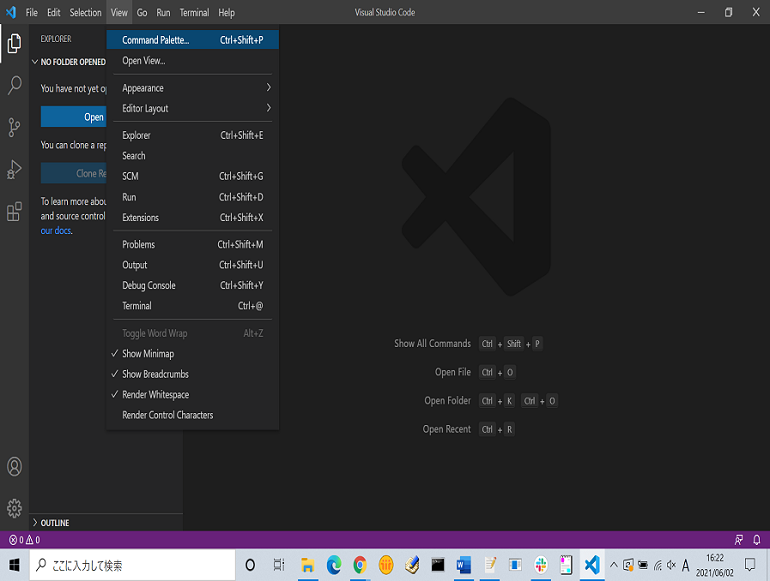 File Edit Selection View Go Run Terminal Help
Visual Studio Code
EXPLORER
NO FOLDER OPENED
You have not yet op
Open
You can clone a rep
Clone Re
To learn more abou
and source control
our docs.
OUTLINE
Command Palette... Ctrl+Shift+P
Open View...
Appearance
Editor Layout
Explorer Ctrl+Shift+E
Search
SCM Ctrl+Shift+G
Run Ctrl+Shift+D
Extensions Ctrl+Shift+X
Problems Ctrl+Shift+M
Output Ctrl+Shift+U
Debug Console Ctrl+Shift+Y
Terminal Ctrl+@
Toggle Word Wrap Alt+Z
Show Minimap
Show Breadcrumbs
Render Whitespace
Render Control Characters
Show All Commands Ctrl + Shift + P
Open File Ctrl + O
Open Folder Ctrl + K Ctrl + O
Open Recent Ctrl + R
0 0
ここに入力して検索
A
16:22
2021/06/02